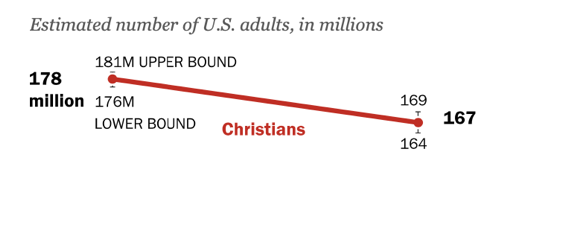 Estimated number of U.S. adults, in millions
181M UPPER BOUND
178
million
176M
LOWER BOUND
Christians
169
167
164